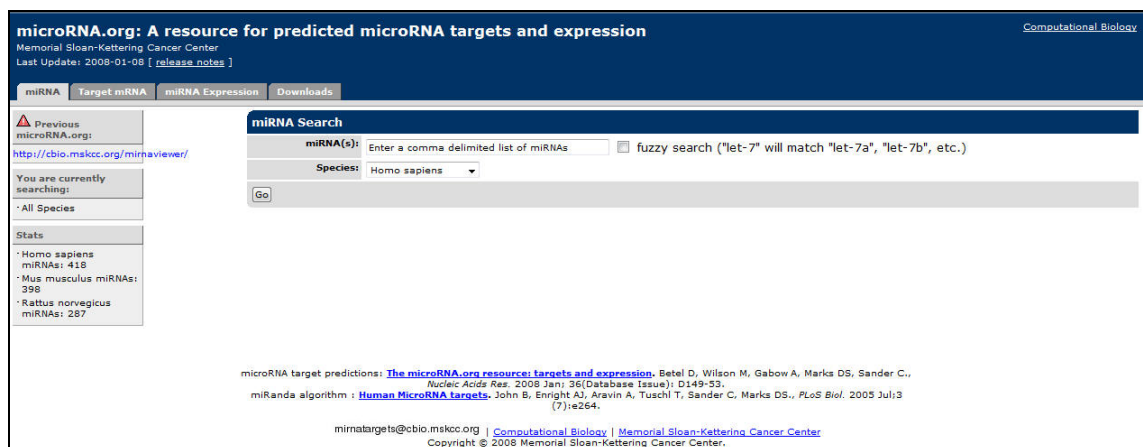 microRNA.org: A resource for predicted microRNA targets and expression
Computational Biology
Memorial Sloan-Kettering Cancer Center
Last Update: 2008-01-08 [ release notes ]
miRNA Target mRNA miRNA Expression Downloads
Previous
microRNA.org:
http://cbio.mskcc.org/mirnaviewer/
You are currently
searching:
· All Species
Stats
· Homo sapiens
miRNAs: 418
· Mus musculus miRNAs:
398
· Rattus norvegicus
miRNAs: 287
miRNA Search
miRNA(s): Enter a comma delimited list of miRNAs fuzzy search ("let-7" will match "let-7a", "let-7b", etc.)
Species: Homo sapiens
Go
microRNA target predictions: The microRNA.org resource: targets and expression. Betel D, Wilson M, Gabow A, Marks DS, Sander C.,
Nucleic Acids Res. 2008 Jan; 36(Database Issue): D149-53.
miRanda algorithm : Human MicroRNA targets. John B, Enright AJ, Aravin A, Tuschl T, Sander C, Marks DS., PLoS Biol. 2005 Jul;3
(7):e264.
mirnatargets@cbio.mskcc.org | Computational Biology | Memorial Sloan-Kettering Cancer Center
Copyright © 2008 Memorial Sloan-Kettering Cancer Center.